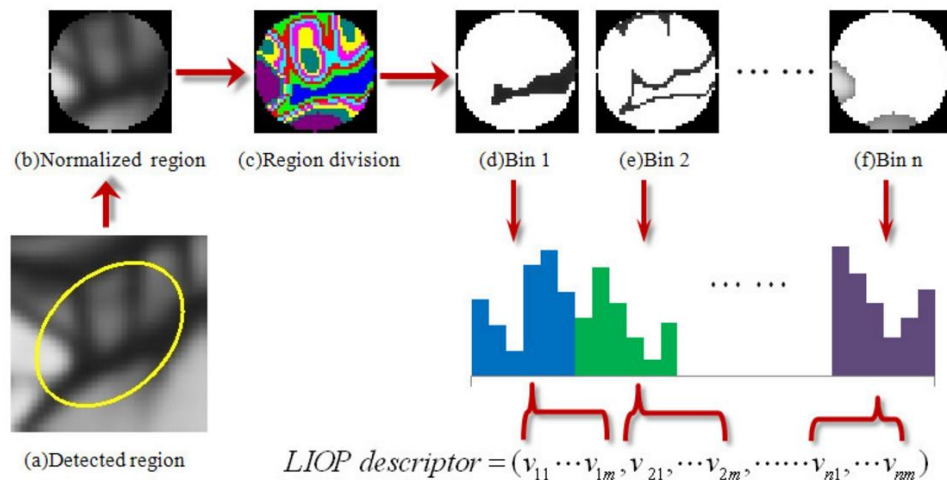 (b)Normalized region
(c)Region division
(d)Bin 1
(e)Bin 2
(f)Bin n
(a)Detected region
LIOP descriptor = (v11 ⋯v1m, v21,⋯v2m,⋯⋯vn1,⋯vnm)